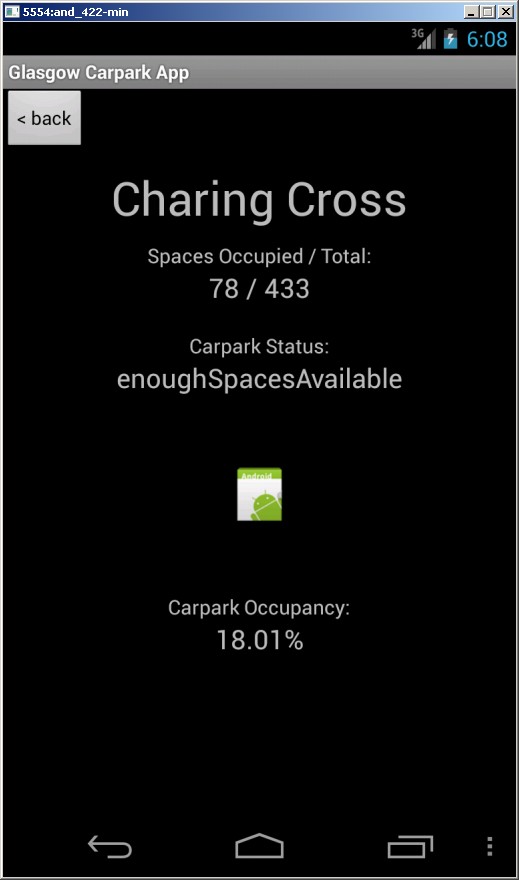 5554:and_422-min
3G
6:08
Glasgow Carpark App
< back
Charing Cross
Spaces Occupied / Total:
78 / 433
Carpark Status:
enoughSpacesAvailable
Android
Carpark Occupancy:
18.01%